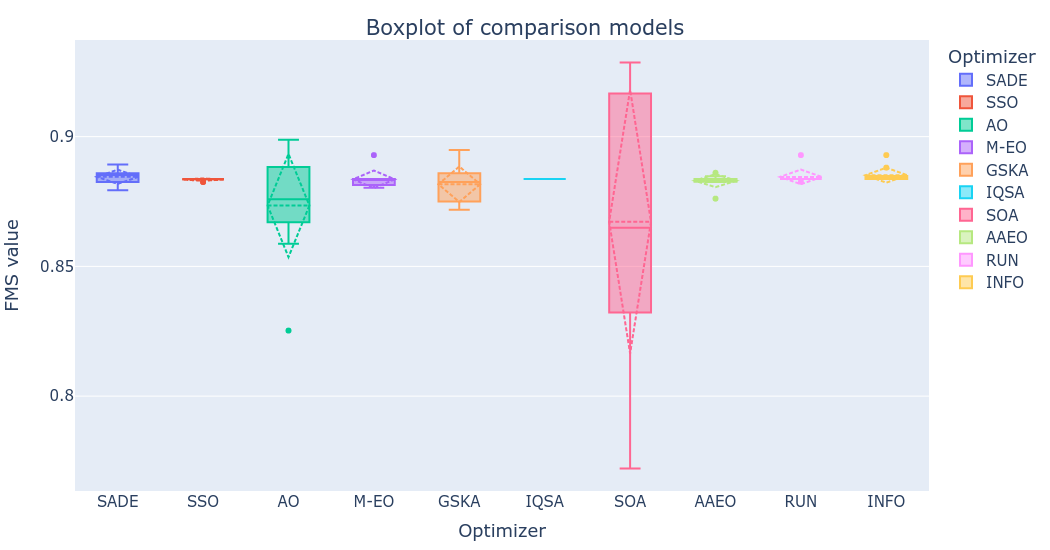 Boxplot of comparison models
Optimizer
SADE
SSO
AO
M-EO
GSKA
IQSA
SOA
AAEO
RUN
INFO
FMS value
0.9
0.85
0.8
SADE SSO AO M-EO GSKA IQSA SOA AAEO RUN INFO
Optimizer